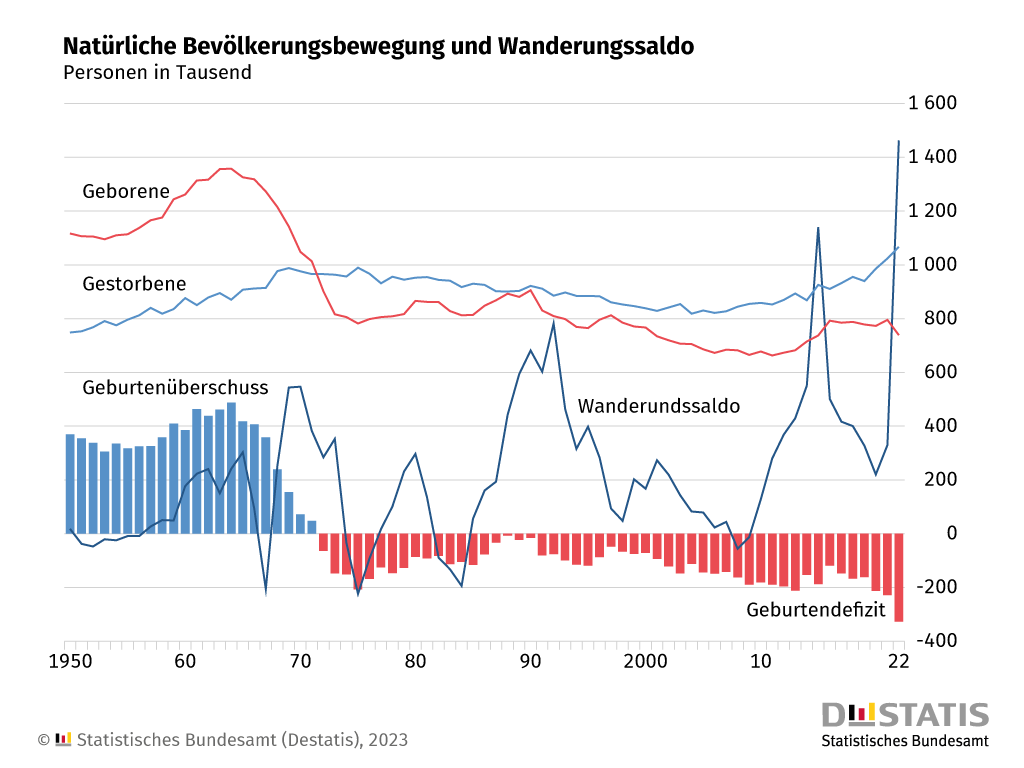 Natürliche Bevölkerungsbewegung und Wanderungssaldo
Personen in Tausend
1 600
1 400
Geborene
1 200
1 000
Gestorbene
800
600
Geburtenüberschuss
Wanderundssaldo
400
200
0
-200
Geburtendefizit
-400
1950 60 70 80 90 2000 10 22
DESTATIS
Statistisches Bundesamt
© Statistisches Bundesamt (Destatis), 2023